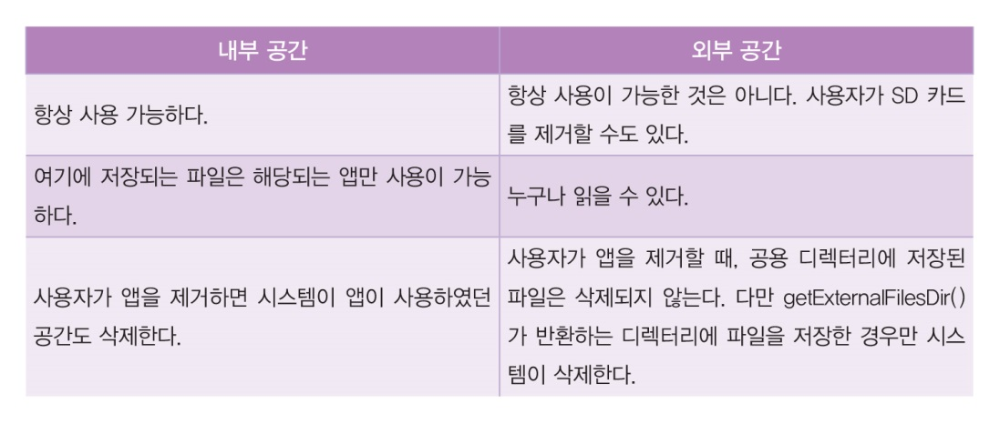 내부 공간
외부 공간
항상 사용 가능하다.
항상 사용이 가능한 것은 아니다. 사용자가 SD 카드
를 제거할 수도 있다.
여기에 저장되는 파일은 해당되는 앱만 사용이 가능
하다.
누구나 읽을 수 있다.
사용자가 앱을 제거하면 시스템이 앱이 사용하였던
공간도 삭제한다.
사용자가 앱을 제거할 때, 공용 디렉터리에 저장된
파일은 삭제되지 않는다. 다만 getExternalFilesDir()
가 반환하는 디렉터리에 파일을 저장한 경우만 시스
템이 삭제한다.